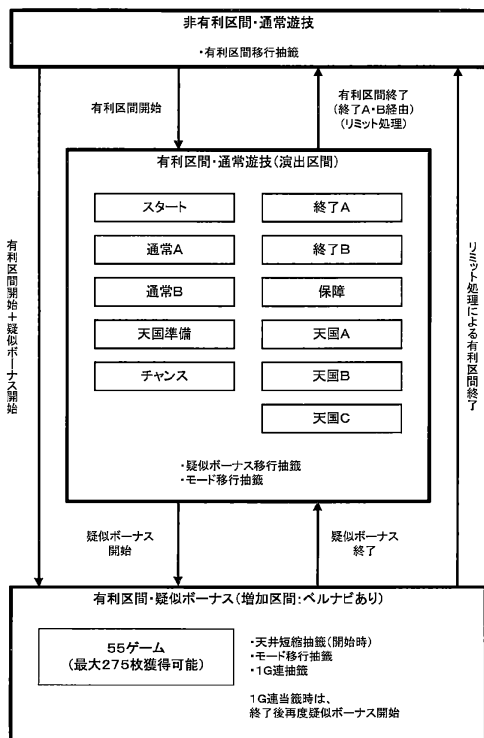 非有利区間・通常遊技
・有利区間移行抽籤
有利区間開始
有利区間終了
(終了A・B経由)
(リミット処理)
有利区間・通常遊技(演出区間)
スタート
通常A
通常B
天国準備
チャンス
終了A
終了B
保障
天国A
天国B
天国C
・疑似ボーナス移行抽籤
・モード移行抽籤
有利区間開始+疑似ボーナス開始
リミット処理による有利区間終了
疑似ボーナス
開始
疑似ボーナス
終了
有利区間・疑似ボーナス(増加区間:ベルナビあり)
55ゲーム
(最大275枚獲得可能)
・天井短縮抽籤(開始時)
・モード移行抽籤
・1G連抽籤
1G連当籤時は、
終了後再度疑似ボーナス開始